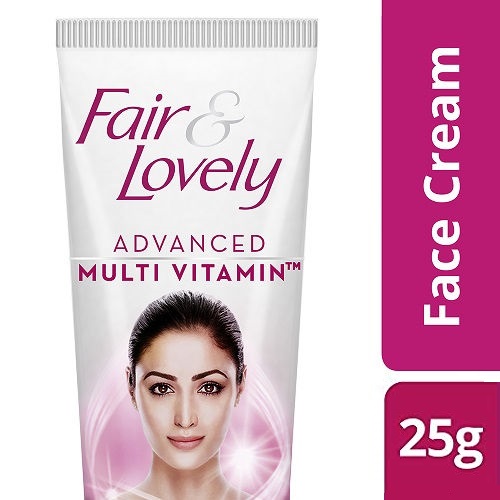 Fair &
Lovely
ADVANCED
MULTI VITAMIN™
Face Cream
25g